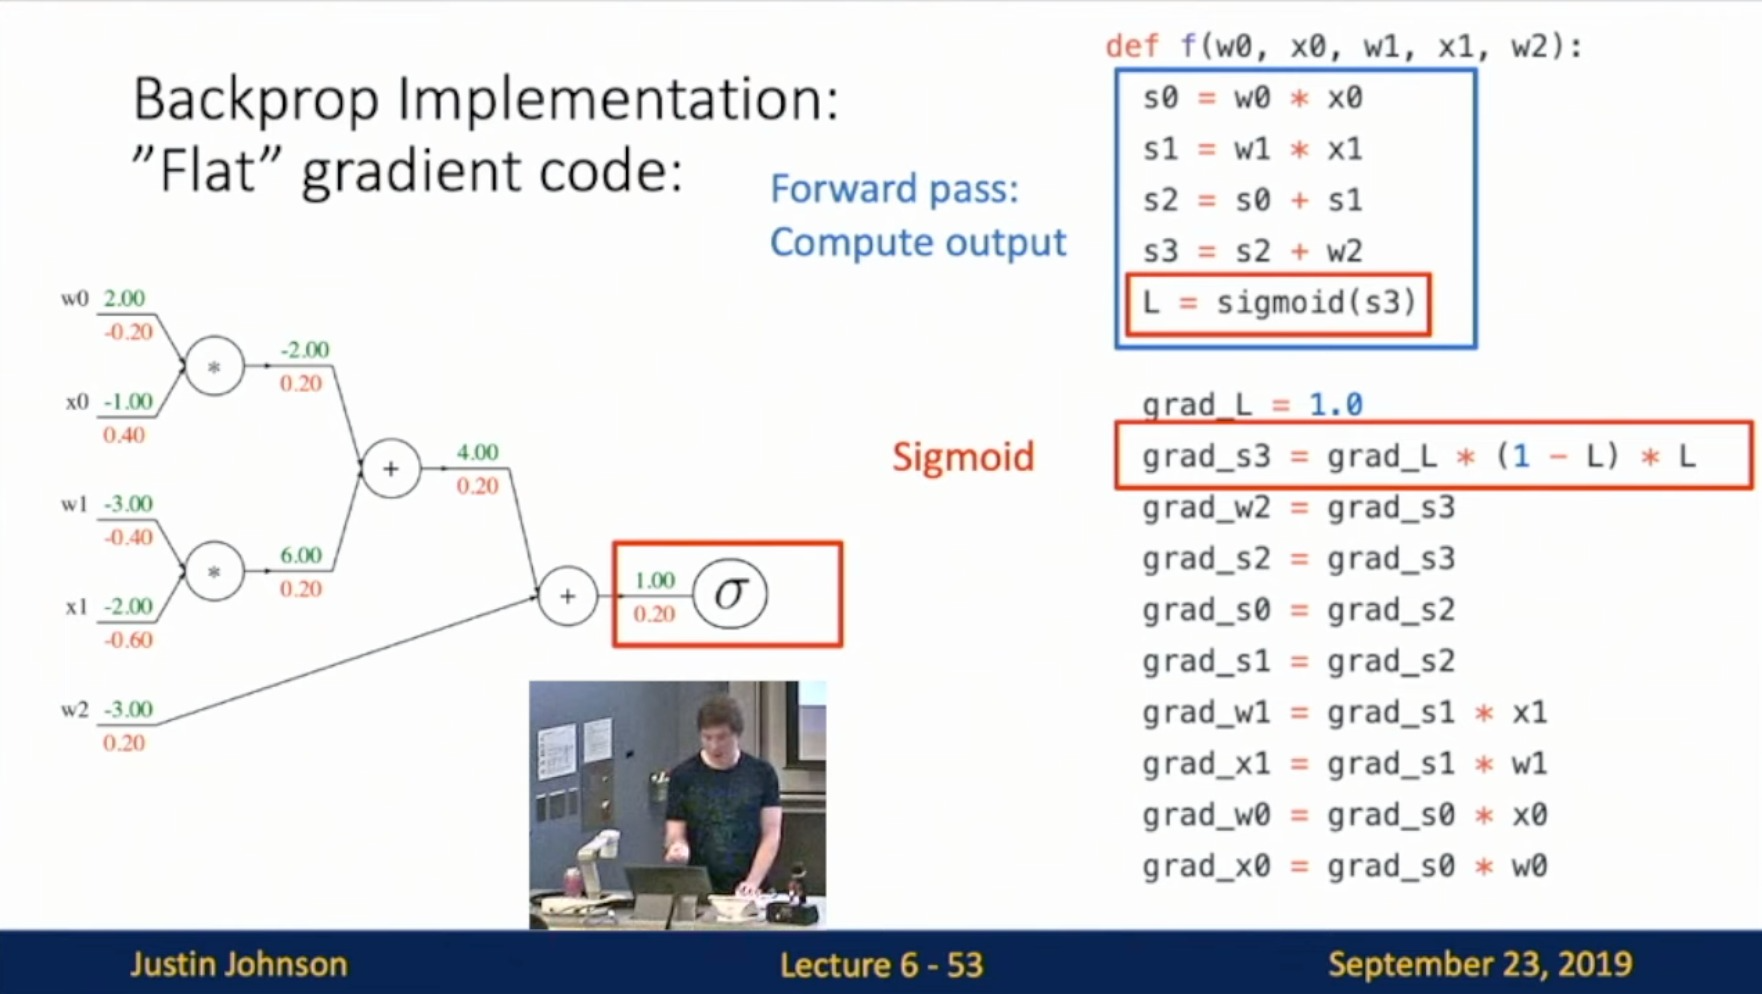 Backprop Implementation:
”Flat” gradient code:
Forward pass:
Compute output
def f(w0, x0, w1, x1, w2):
s0 = w0 * x0
s1 = w1 * x1
s2 = s0 + s1
s3 = s2 + w2
L = sigmoid(s3)
Sigmoid
grad_L = 1.0
grad_s3 = grad_L * (1 - L) * L
grad_w2 = grad_s3
grad_s2 = grad_s3
grad_s0 = grad_s2
grad_s1 = grad_s2
grad_w1 = grad_s1 * x1
grad_x1 = grad_s1 * w1
grad_w0 = grad_s0 * x0
grad_x0 = grad_s0 * w0
w0 2.00
-0.20
*
-2.00
0.20
x0 -1.00
0.40
+
4.00
0.20
w1 -3.00
-0.40
*
6.00
0.20
x1 -2.00
-0.60
+
1.00
0.20
σ
w2 -3.00
0.20
Justin Johnson
Lecture 6 - 53
September 23, 2019